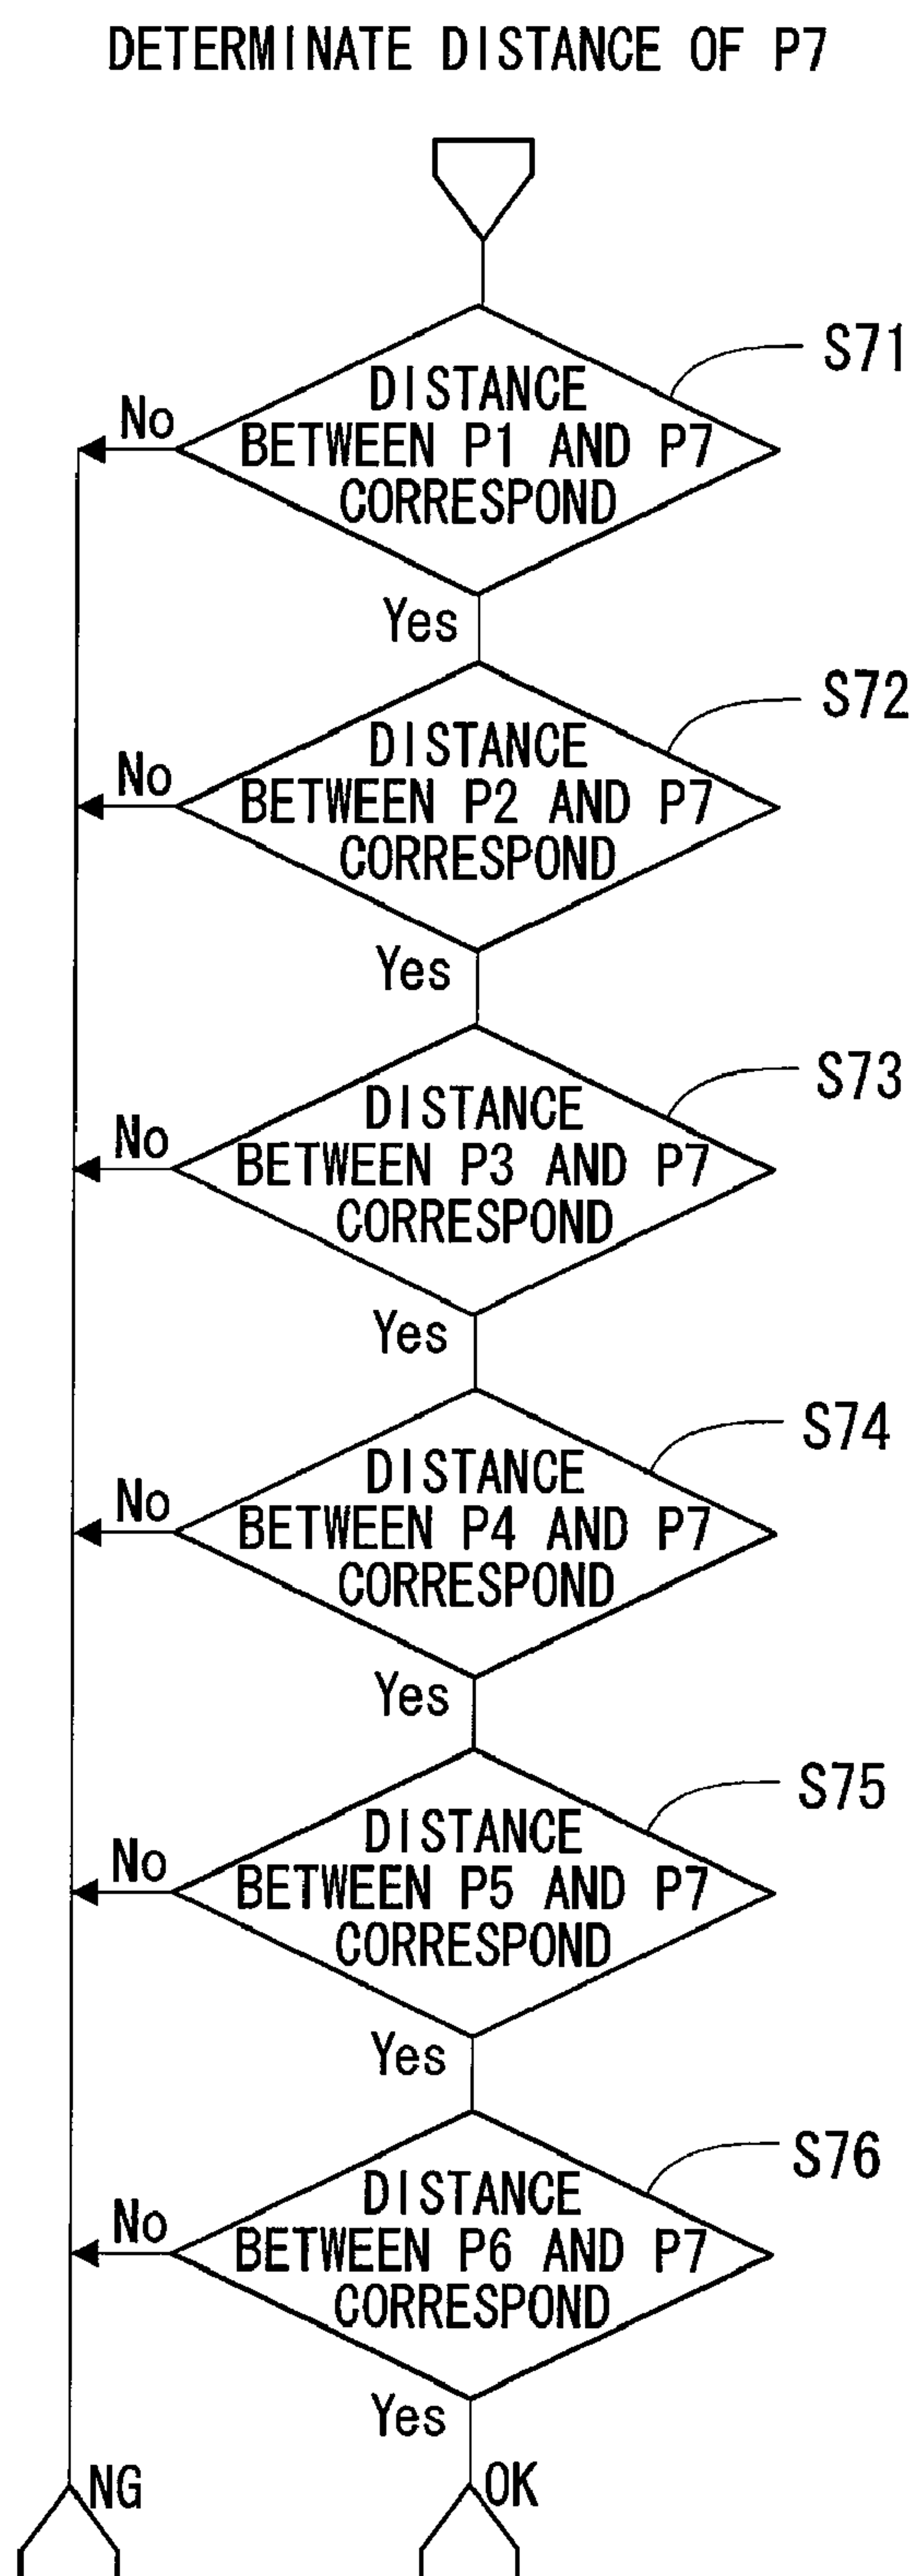 DETERMINATE DISTANCE OF P7
S71
DISTANCE
BETWEEN P1 AND P7
CORRESPOND
No
Yes
S72
DISTANCE
BETWEEN P2 AND P7
CORRESPOND
No
Yes
S73
DISTANCE
BETWEEN P3 AND P7
CORRESPOND
No
Yes
S74
DISTANCE
BETWEEN P4 AND P7
CORRESPOND
No
Yes
S75
DISTANCE
BETWEEN P5 AND P7
CORRESPOND
No
Yes
S76
DISTANCE
BETWEEN P6 AND P7
CORRESPOND
No
Yes
NG
OK